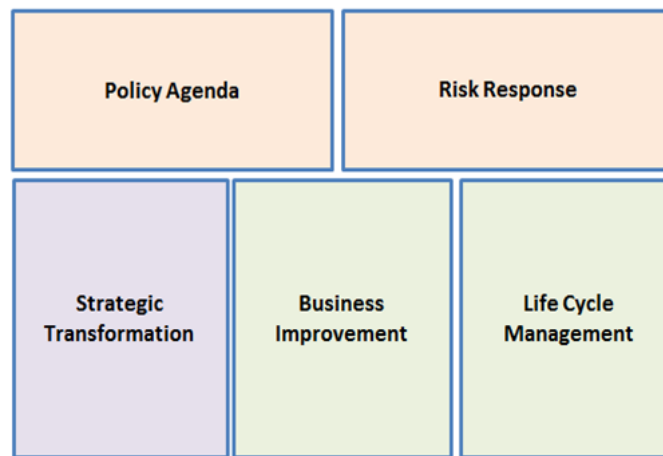 Policy Agenda
Risk Response
Strategic
Transformation
Business
Improvement
Life Cycle
Management